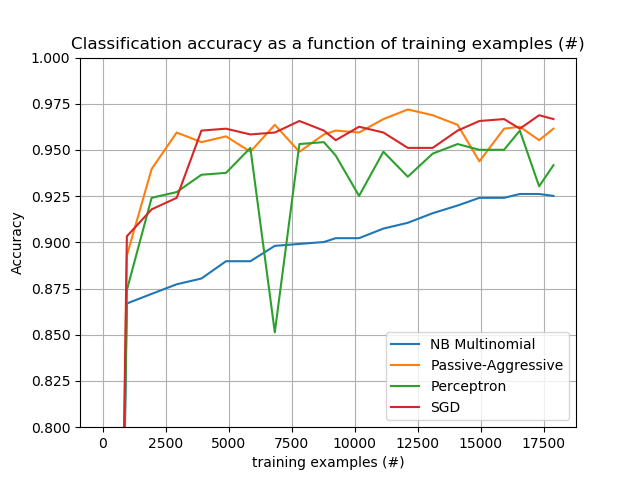 Classification accuracy as a function of training examples (#)
1.000
0.975
0.950
0.925
0.900
0.875
0.850
0.825
0.800
Accuracy
NB Multinomial
Passive-Aggressive
Perceptron
SGD
0 2500 5000 7500 10000 12500 15000 17500
training examples (#)